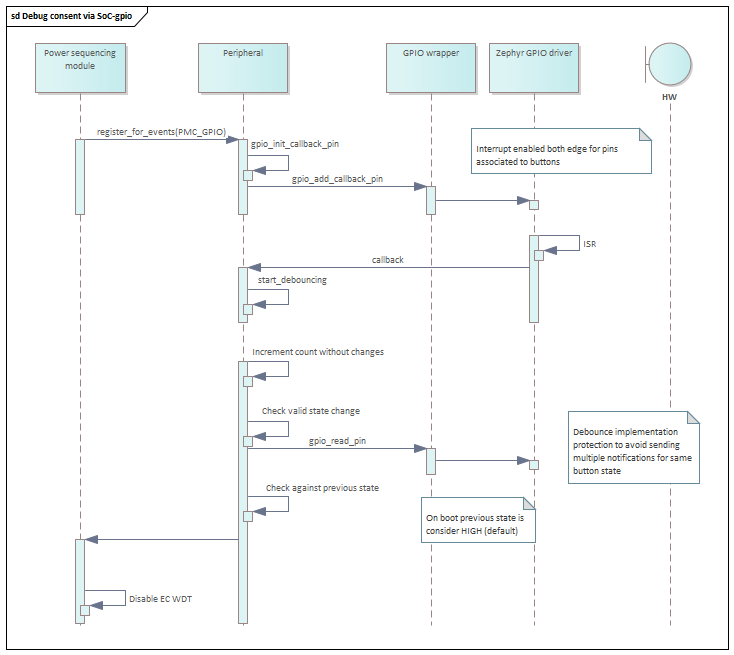 sd Debug consent via SoC-gpio
Power sequencing
module
Peripheral
GPIO wrapper
Zephyr GPIO driver
HW
register_for_events(PMC_GPIO)
gpio_init_callback_pin
Interrupt enabled both edge for pins
associated to buttons
gpio_add_callback_pin
ISR
callback
start_debouncing
Increment count without changes
Check valid state change
gpio_read_pin
Debounce implementation
protection to avoid sending
multiple notifications for same
button state
Check against previous state
On boot previous state is
consider HIGH (default)
Disable EC WDT